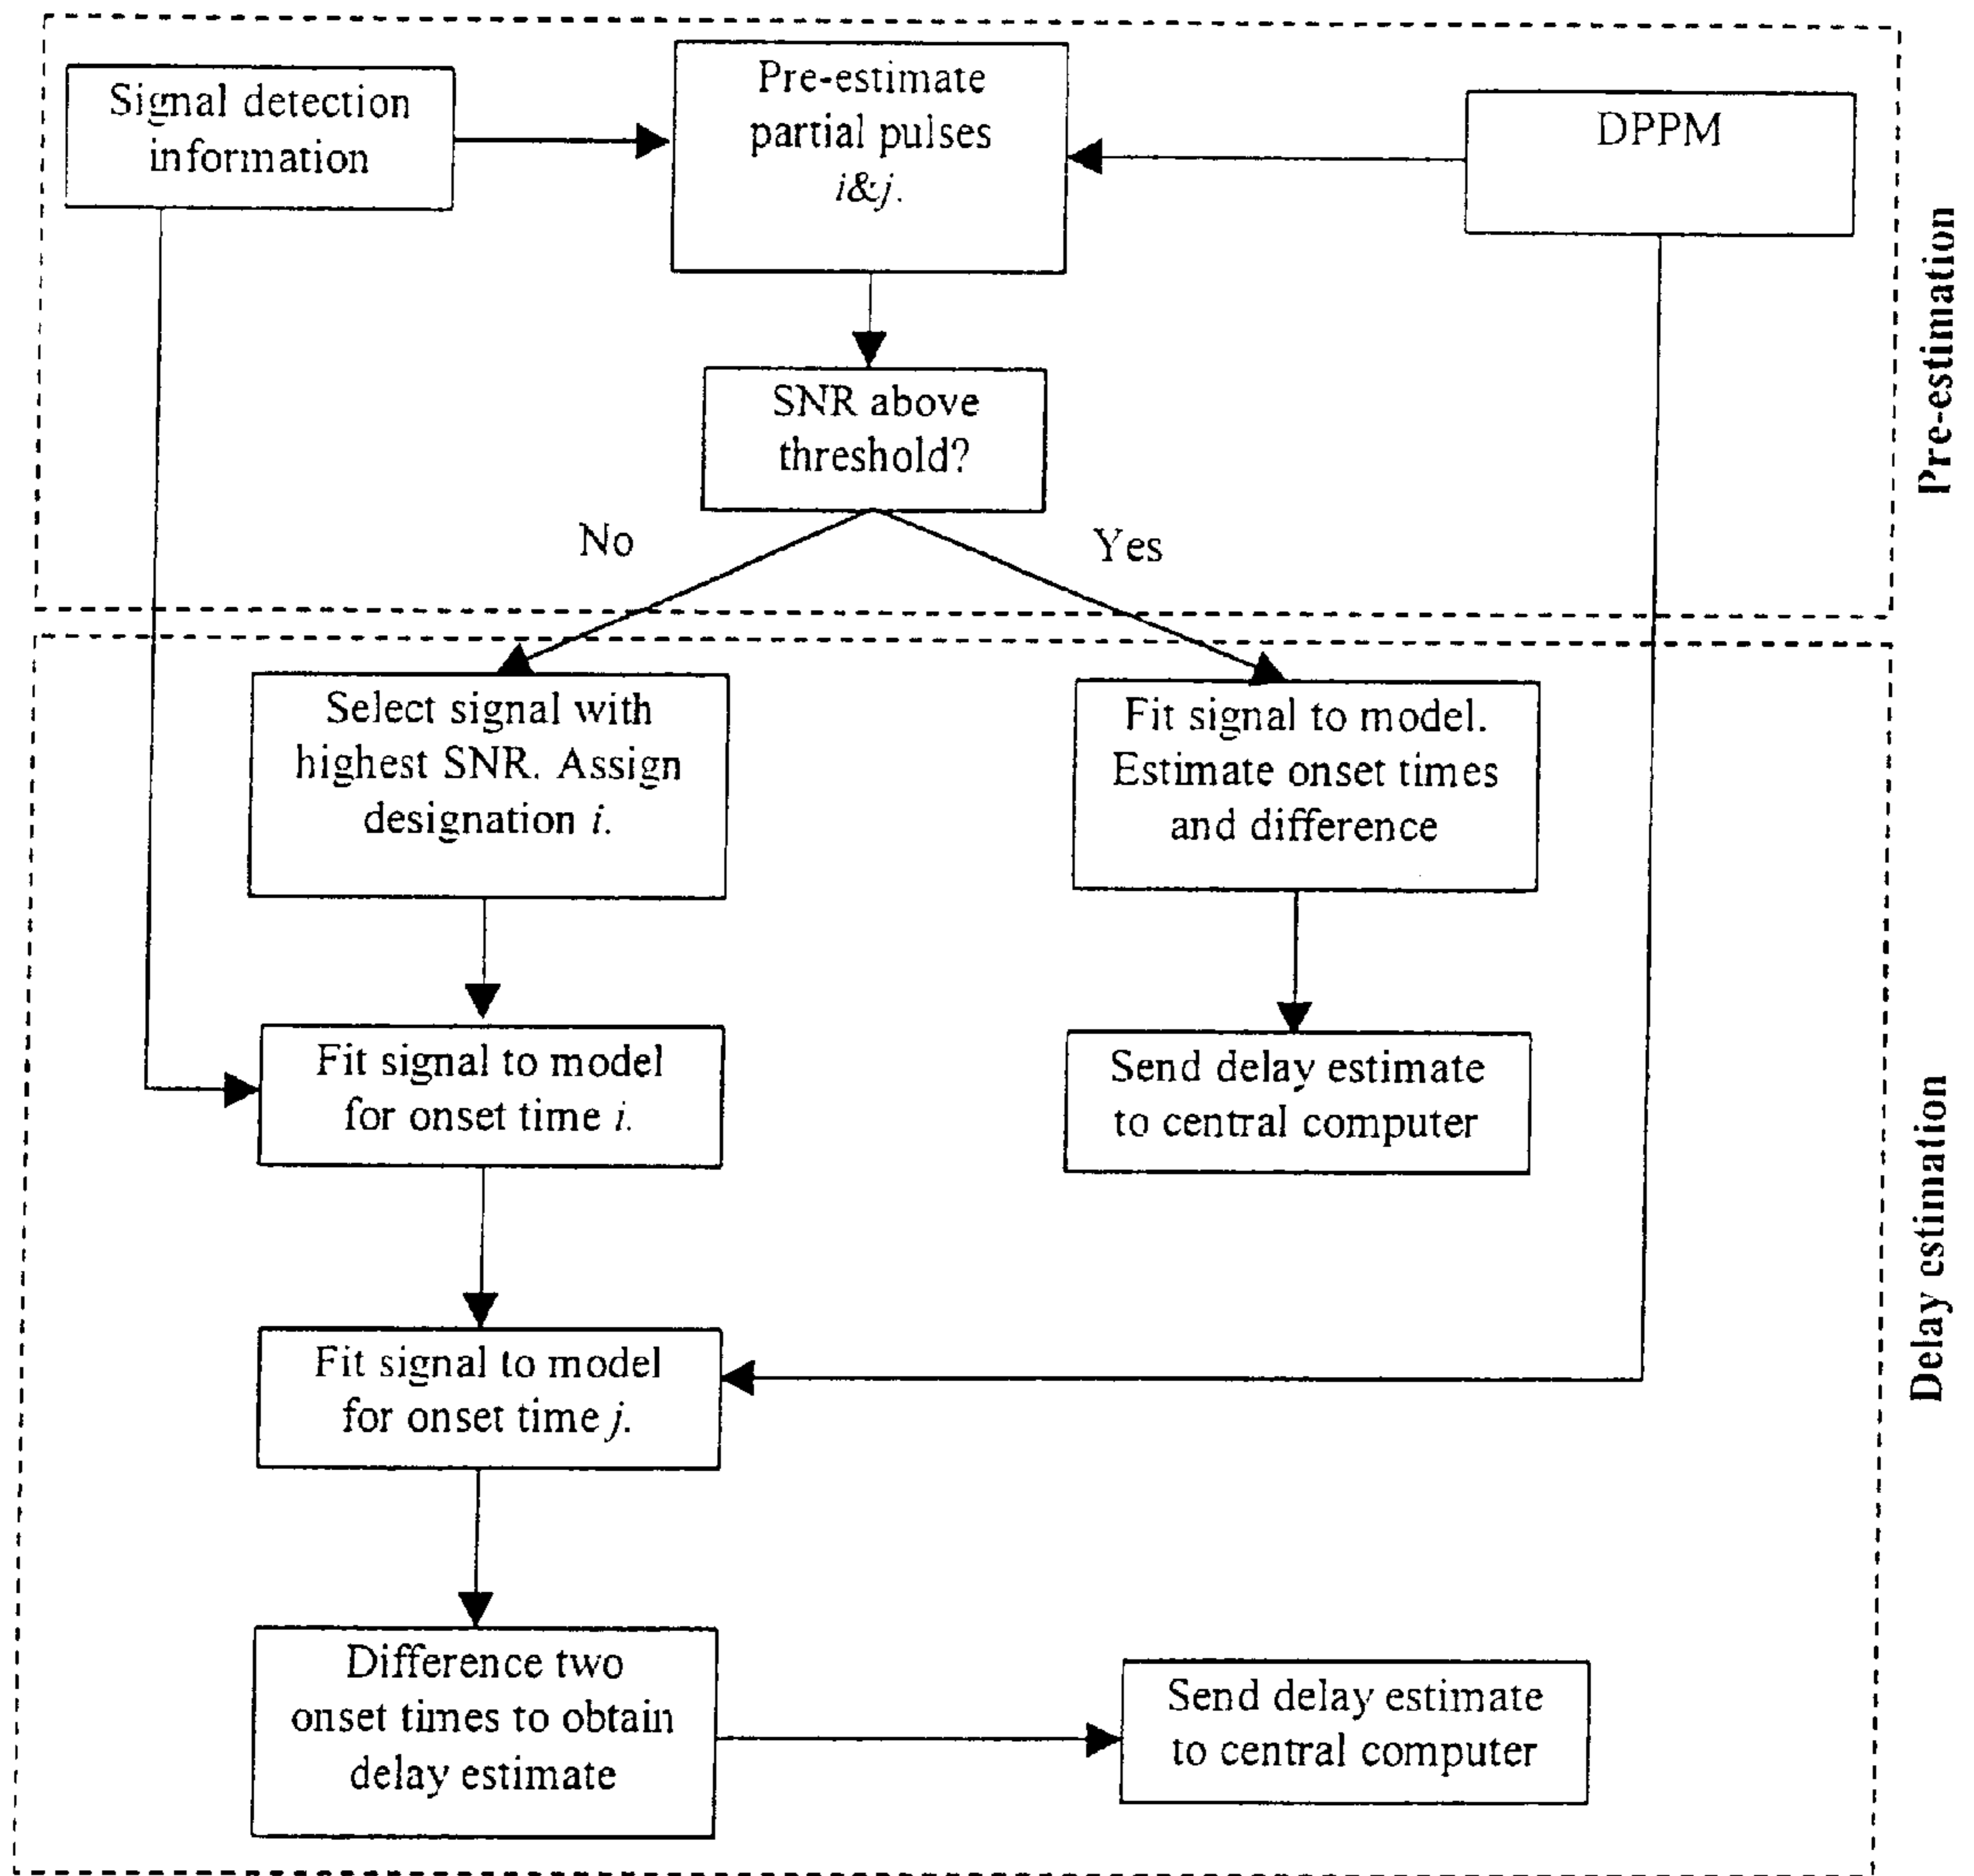 Signal detection
information
Pre-estimate
partial pulses
i&j.
DPPM
SNR above
threshold?
No
Yes
Pre-estimation
Select signal with
highest SNR. Assign
designation i.
Fit signal to model.
Estimate onset times
and difference
Fit signal to model
for onset time i.
Send delay estimate
to central computer
Fit signal to model
for onset time j.
Difference two
onset times to obtain
delay estimate
Send delay estimate
to central computer
Delay estimation